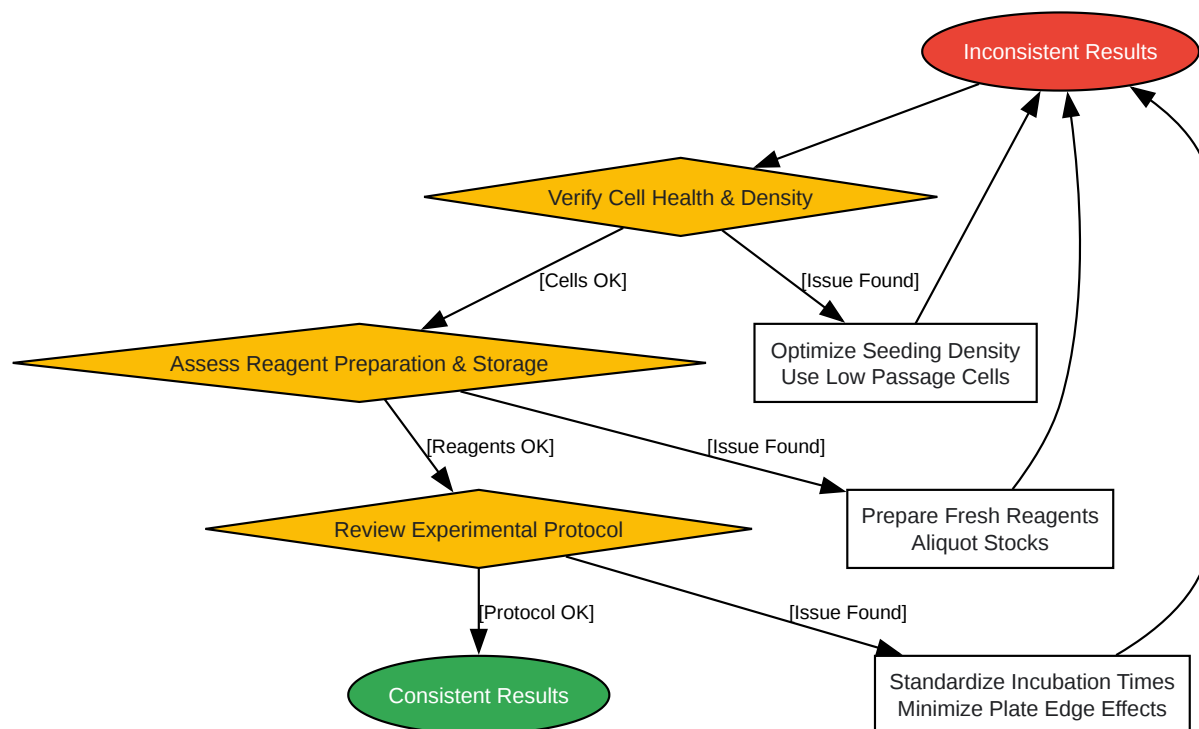 Inconsistent Results
Verify Cell Health & Density
[Cells OK]
[Issue Found]
Optimize Seeding Density
Use Low Passage Cells
Assess Reagent Preparation & Storage
[Reagents OK]
[Issue Found]
Prepare Fresh Reagents
Aliquot Stocks
Review Experimental Protocol
[Protocol OK]
[Issue Found]
Consistent Results
Standardize Incubation Times
Minimize Plate Edge Effects